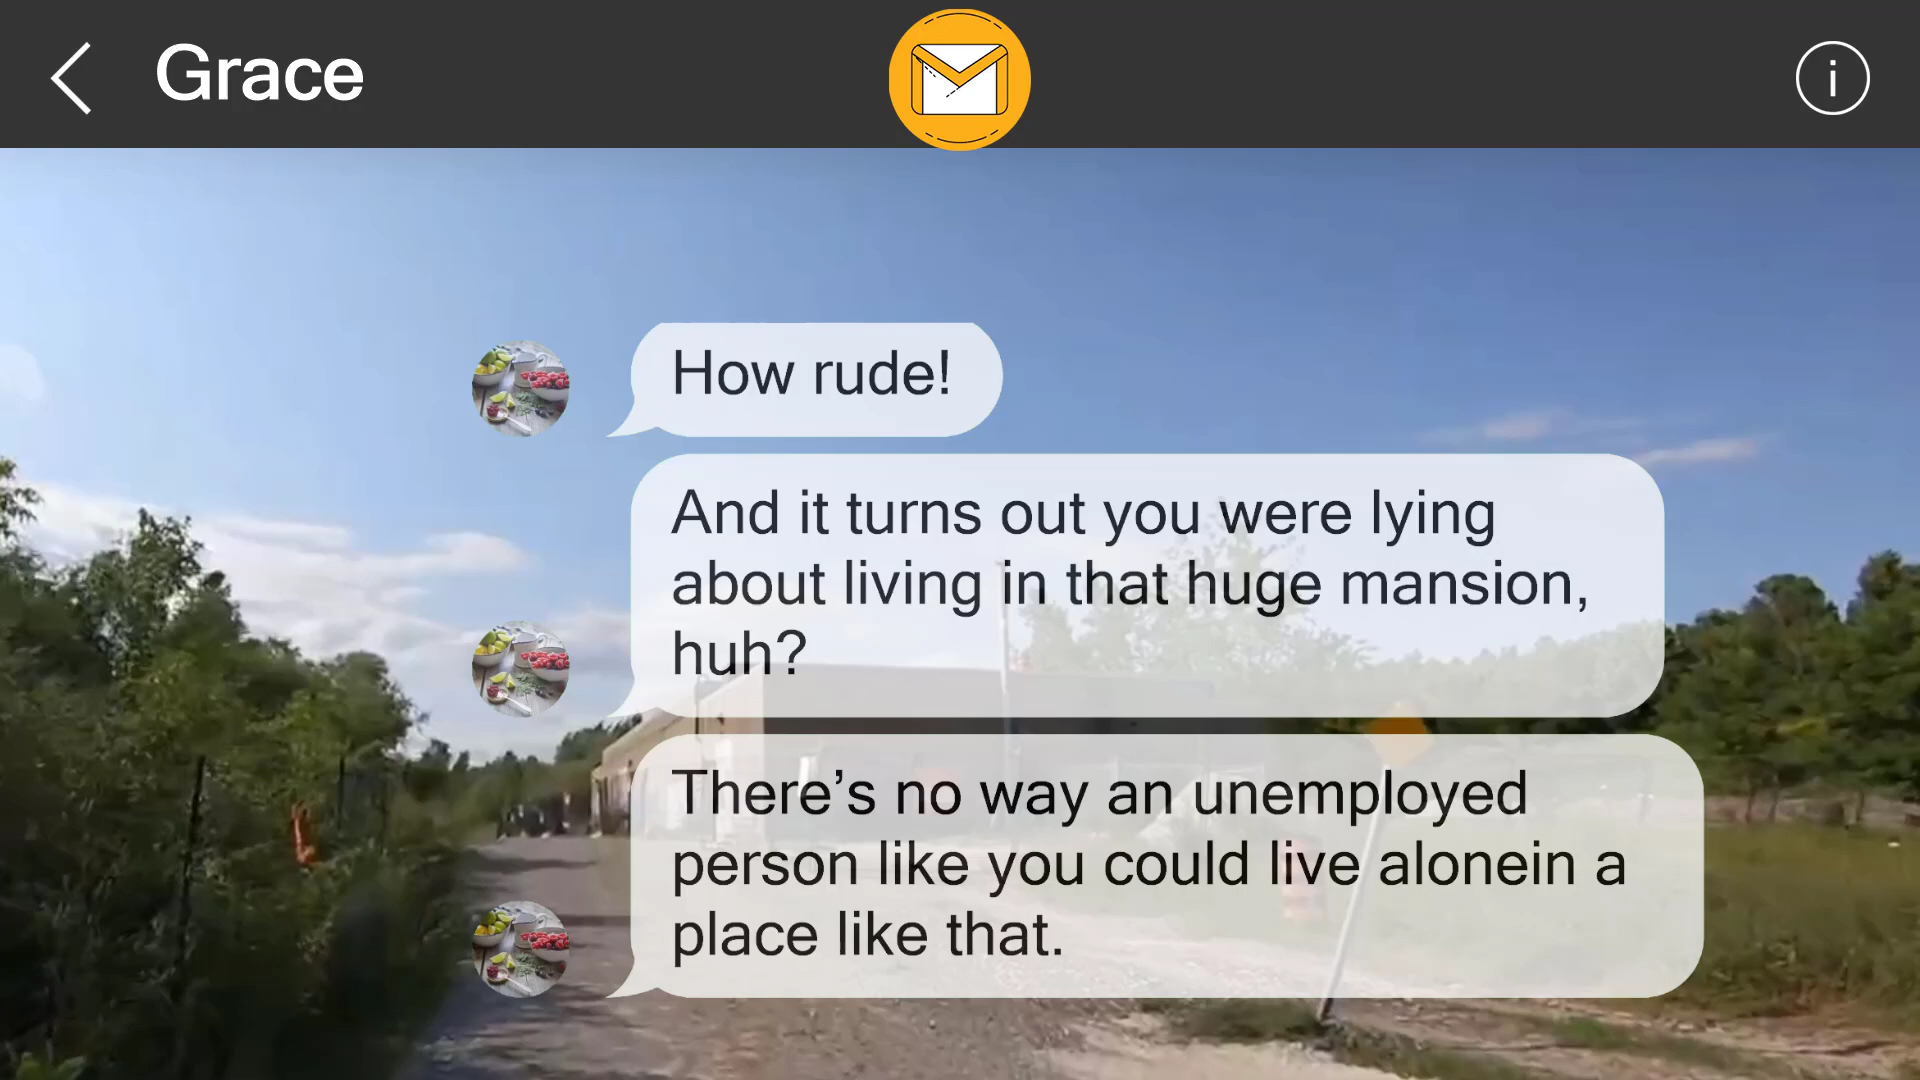 Grace
i
How rude!
And it turns out you were lying
about living in that huge mansion,
huh?
There’s no way an unemployed
person like you could live alonein a
place like that.